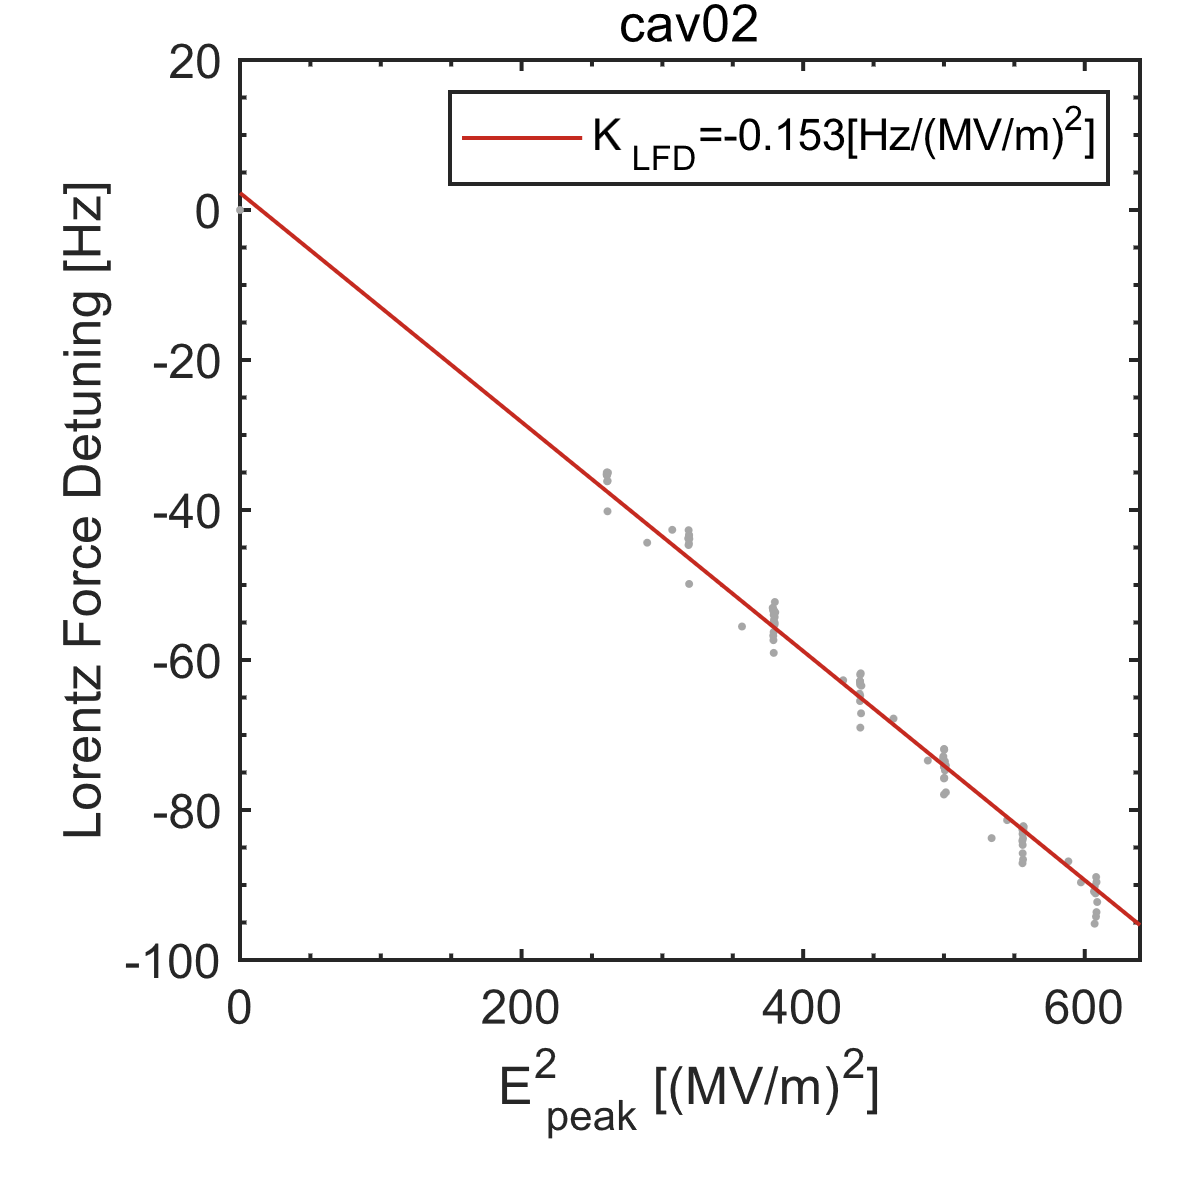 cav02
K LFD=-0.153[Hz/(MV/m)2]
20
0
-20
-40
-60
-80
-100
Lorentz Force Detuning [Hz]
0 200 400 600
E2peak [(MV/m)2]